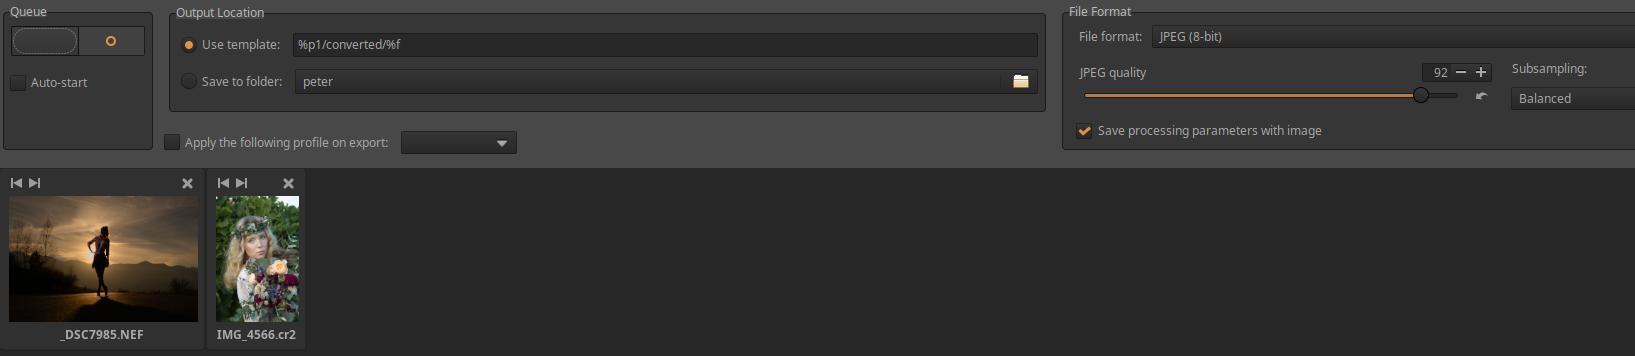 Queue
Auto-start
Output Location
Use template: %p1/converted/%f
Save to folder: peter
Apply the following profile on export:
File Format
File format: JPEG (8-bit)
JPEG quality 92
Subsampling:
Balanced
Save processing parameters with image
_DSC7985.NEF
IMG_4566.cr2